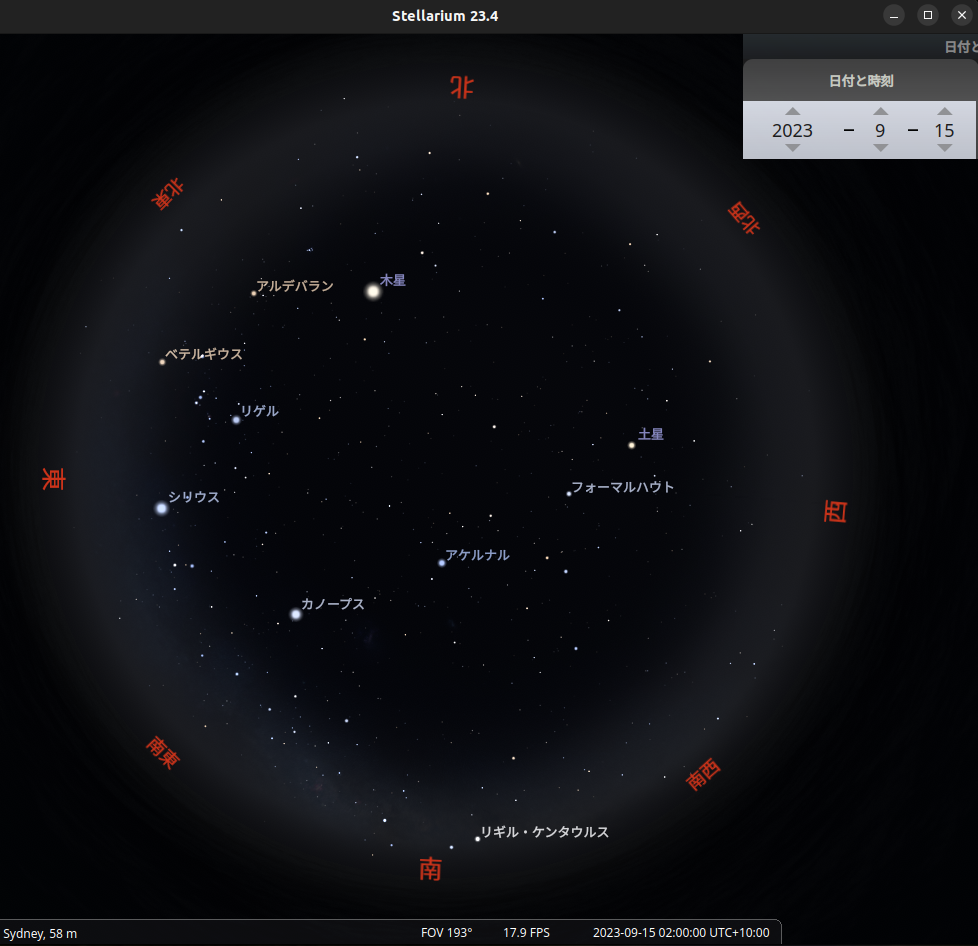 Stellarium 23.4
日付と
日付と時刻
2023 – 9 – 15
北
北東
北西
木星
アルデバラン
ベテルギウス
リゲル
土星
東
フォーマルハウト
シリウス
西
アケルナル
カノープス
南東
南西
リギル・ケンタウルス
南
Sydney, 58 m
FOV 193°
17.9 FPS
2023-09-15 02:00:00 UTC+10:00